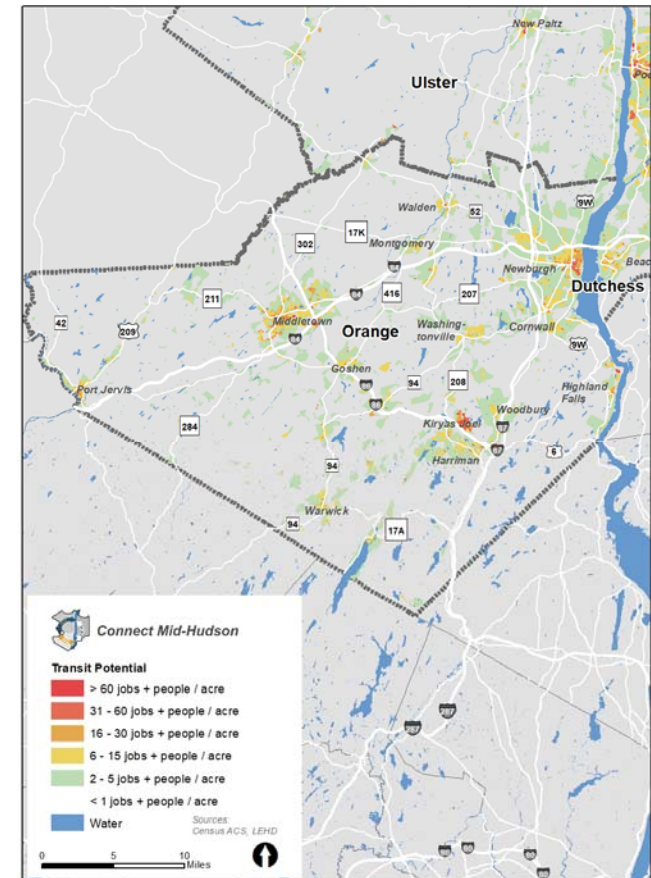 New Paltz
Ulster
9W
Walden
52
17K
302
Montgomery
84
Newburgh
Dutchess
211
84
416
207
42
209
Middletown
Orange
Washing-
tonville
Cornwall
9W
Goshen
94
208
Highland
Falls
Port Jervis
Woodbury
284
Kiryas Joel
Harriman
6
94
Warwick
94
17A
Connect Mid-Hudson
Transit Potential
> 60 jobs + people / acre
31 - 60 jobs + people / acre
16 - 30 jobs + people / acre
6 - 15 jobs + people / acre
2 - 5 jobs + people / acre
< 1 jobs + people / acre
Water
Sources:
Census ACS, LEHD
0 5 10
Miles
287